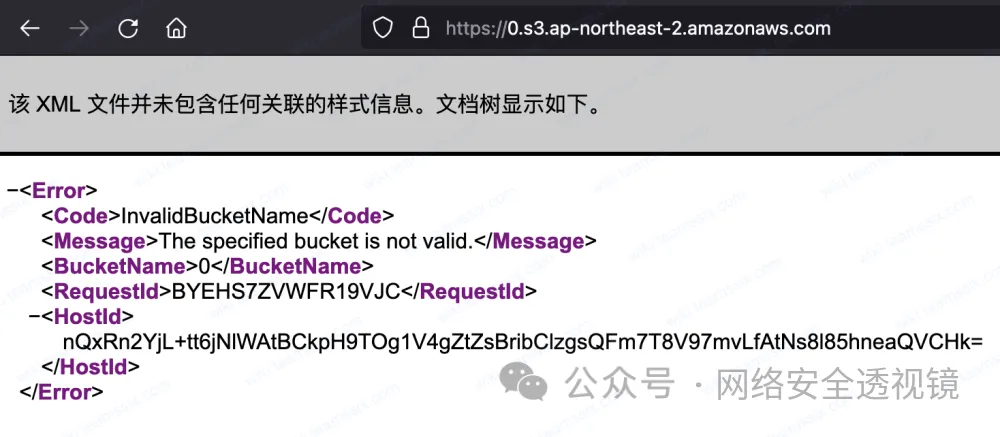 https://0.s3.ap-northeast-2.amazonaws.com
该 XML 文件并未包含任何关联的样式信息。文档树显示如下。
−<Error>
<Code>InvalidBucketName</Code>
<Message>The specified bucket is not valid.</Message>
<BucketName>0</BucketName>
<RequestId>BYEHS7ZVWFR19VJC</RequestId>
−<HostId>
nQxRn2YjL+tt6jNlWAtBCkpH9TOg1V4gZtZsBribClzgsQFm7T8V97mvLfAtNs8l85hneaQVCHk=
</HostId>
</Error>
公众号 · 网络安全透视镜